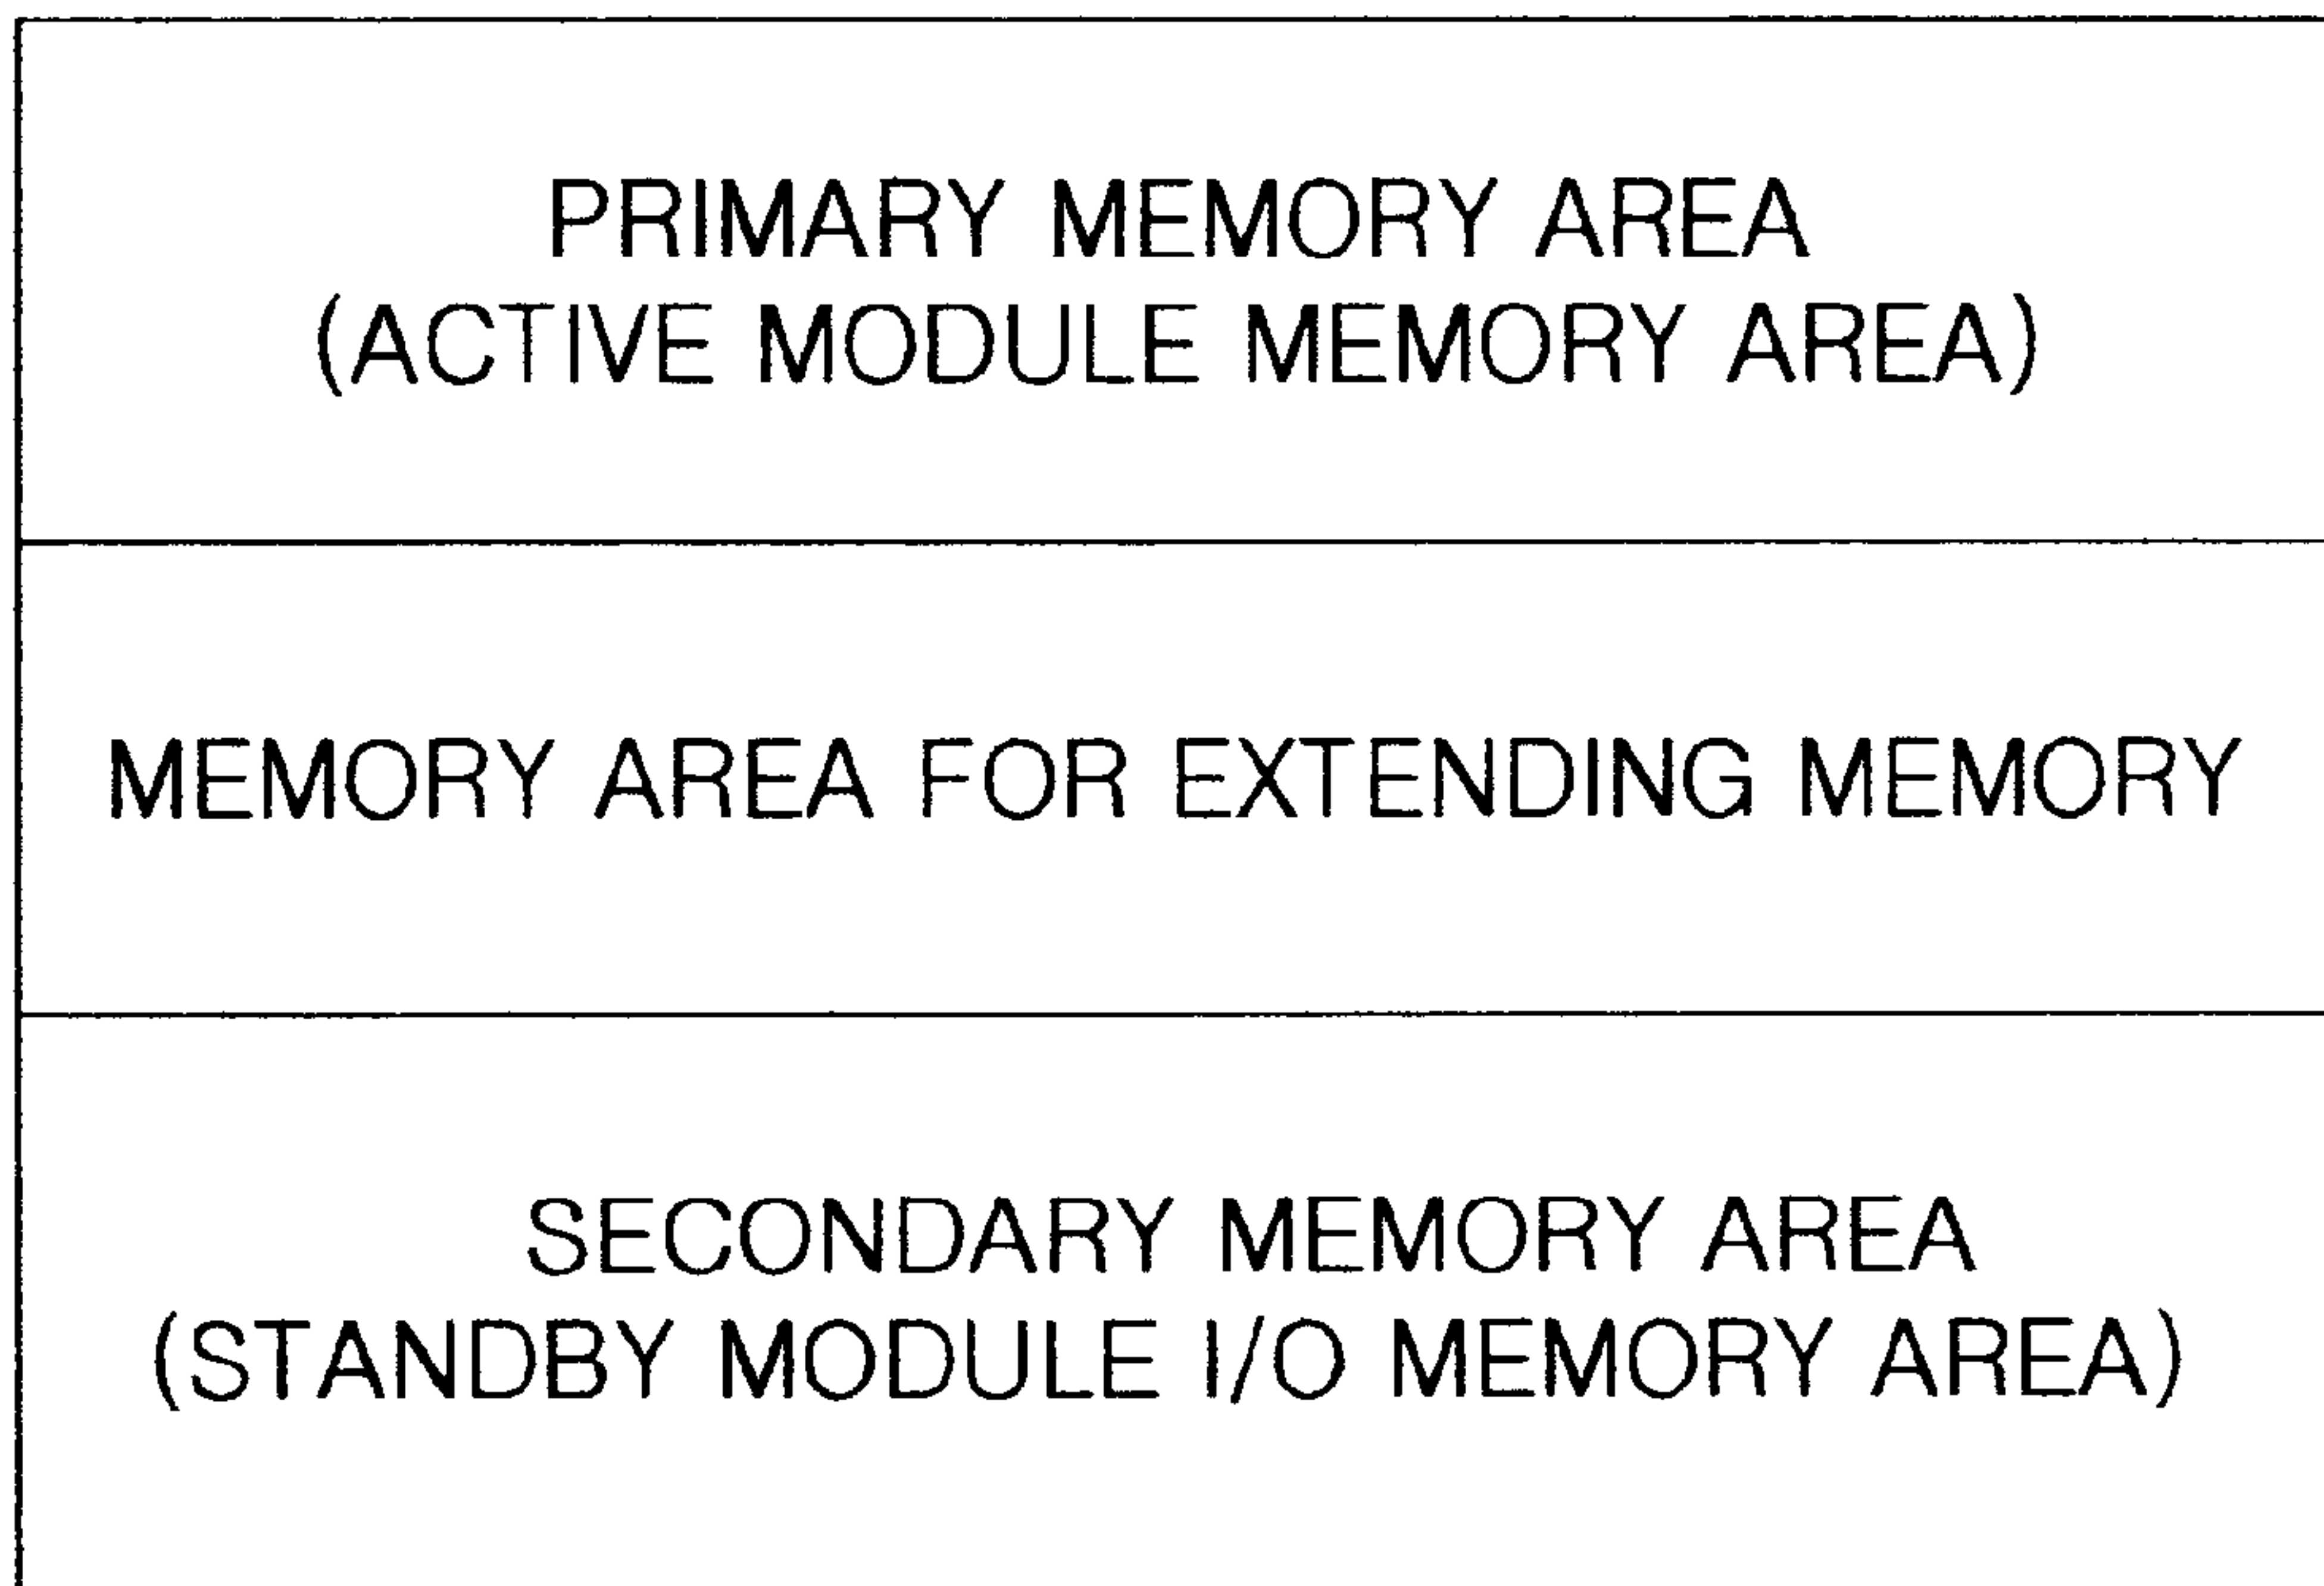 PRIMARY MEMORY AREA
(ACTIVE MODULE MEMORY AREA)
MEMORY AREA FOR EXTENDING MEMORY
SECONDARY MEMORY AREA
(STANDBY MODULE I/O MEMORY AREA)